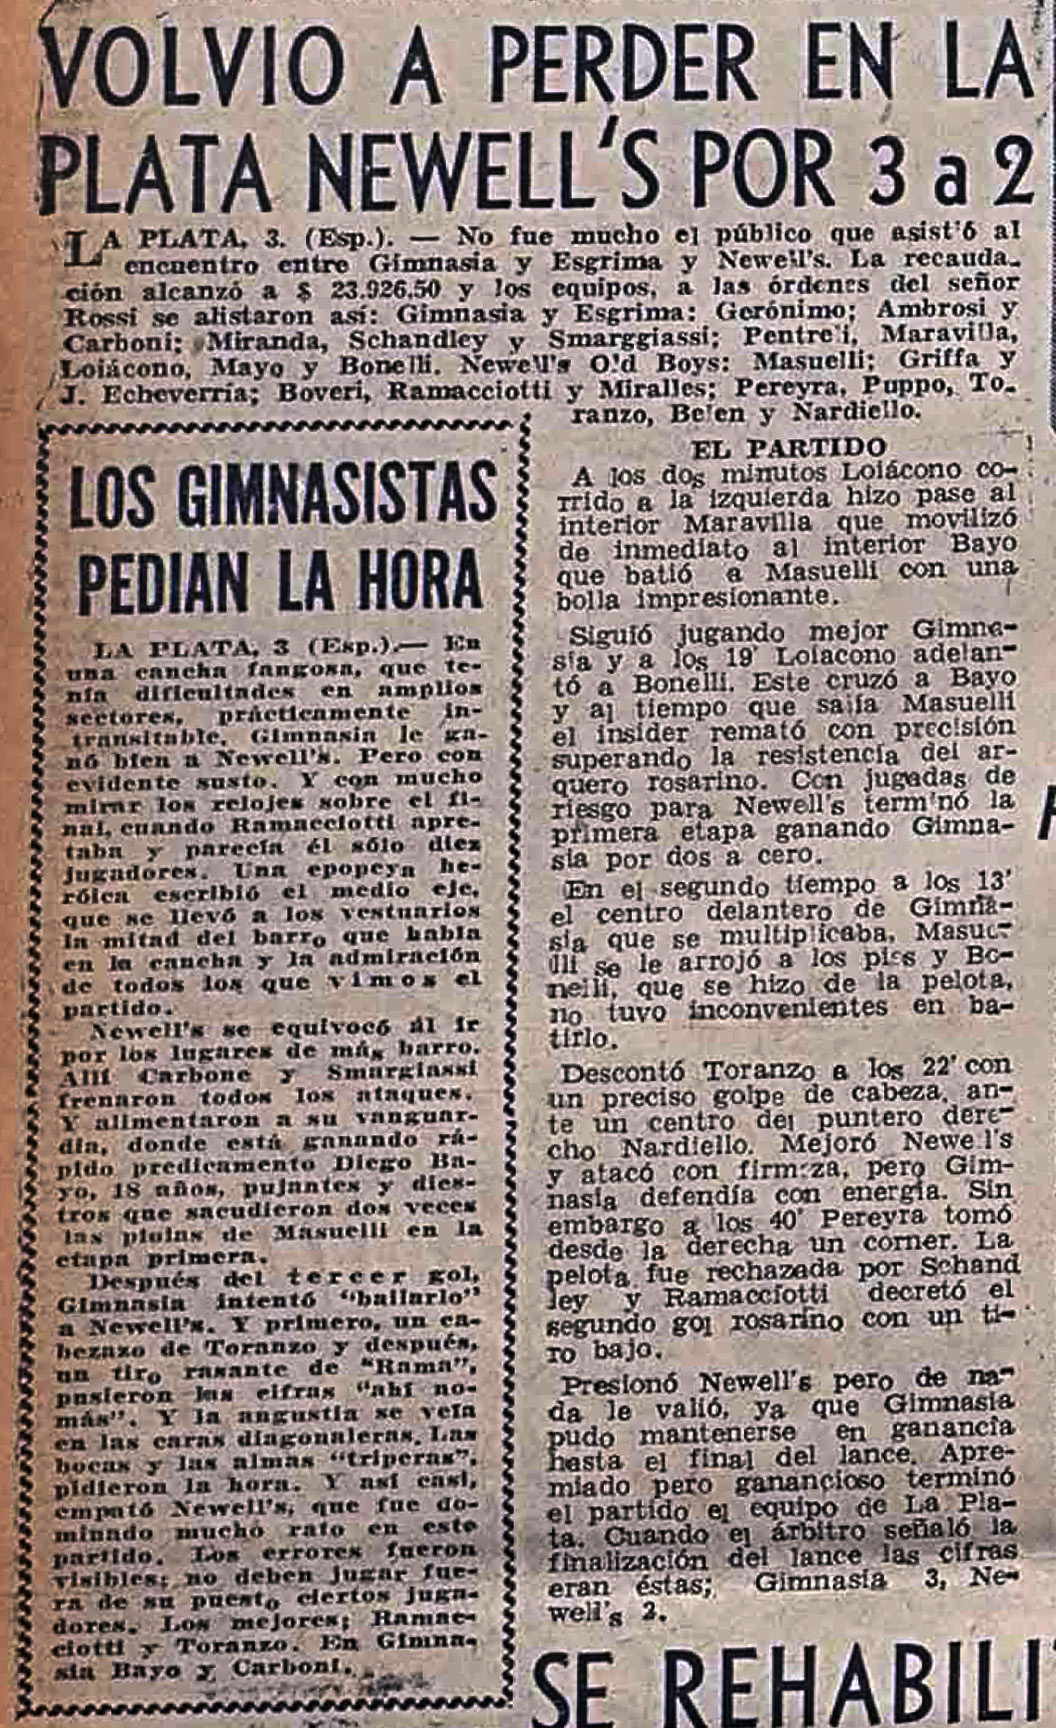 VOLVIO A PERDER EN LA
PLATA NEWELL'S POR 3 a 2
LA PLATA, 3. (Esp.). — No fue mucho el público que asist'ó al
encuentro entre Gimnasia y Esgrima y Newell's. La recauda-
ción alcanzó a $ 23.926.50 y los equipos, a las órdenes del señor
Rossi se alistaron así: Gimnasia y Esgrima: Gerónimo; Ambrosi y
Carboni; Miranda, Schandley y Smarggiassi; Pentre'i, Maravilla,
Loiácono, Mayo y Bonelli. Newell's O'd Boys: Masuelli; Griffa y
J. Echeverría; Boveri, Ramacciotti y Miralles; Pereyra, Puppo, To-
ranzo, Belen y Nardiello.
LOS GIMNASISTAS
PEDIAN LA HORA
LA PLATA, 3 (Esp.).— En
una cancha fangosa, que te-
nía dificultades en amplios
sectores, prácticamente in-
transitable, Gimnasia le ga-
nó bien a Newell's. Pero con
evidente susto. Y con mucho
mirar los relojes sobre el fi-
nal, cuando Ramacciotti apre-
taba y parecía él sólo diez
jugadores. Una epopeya he-
róica escribió el medio eje,
que se llevó a los vestuarios
la mitad del barro que había
en la cancha y la admiración
de todos los que vimos el
partido.
Newell's se equivocó al ir
por los lugares de más barro.
Allí Carbone y Smargiassi
frenaron todos los ataques.
Y alimentaron a su vanguar-
dia, donde está ganando rá-
pido predicamento Diego Ba-
yo, 18 años, pujantes y dies-
tros que sacudieron dos veces
las piolas de Masuelli en la
etapa primera.
Después del tercer gol,
Gimnasia intentó "bailarlo"
a Newell's. Y primero, un ca-
bezazo de Toranzo y después,
un tiro rasante de "Rama",
pusieron las cifras "ahí no-
más". Y la angustia se veía
en las caras diagonaleras. Las
bocas y las almas "triperas",
pidieron la hora. Y así casi,
empató Newell's, que fue do-
minado mucho rato en este
partido. Los errores fueron
visibles; no deben jugar fue-
ra de su puesto ciertos juga-
dores. Los mejores; Ramac-
ciotti y Toranzo. En Gimna-
sia Bayo y Carboni.
EL PARTIDO
A los dos minutos Loiácono co-
rrido a la izquierda hizo pase al
interior Maravilla que movilizó
de inmediato al interior Bayo
que batió a Masuelli con una
bolla impresionante.
Siguió jugando mejor Gimna-
sia y a los 19' Loiacono adelan-
tó a Bonelli. Este cruzó a Bayo
y al tiempo que salía Masuelli
el insider remató con precisión
superando la resistencia del ar-
quero rosarino. Con jugadas de
riesgo para Newell's term'nó la
primera etapa ganando Gimna-
sia por dos a cero.
En el segundo tiempo a los 13'
el centro delantero de Gimna-
sia que se multiplicaba, Masue-
lli se le arrojó a los pies y Bo-
nelli, que se hizo de la pelota,
no tuvo inconvenientes en ba-
tirlo.
Descontó Toranzo a los 22' con
un preciso golpe de cabeza, an-
te un centro del puntero dere-
cho Nardiello. Mejoró Newe l's
y atacó con firmeza, pero Gim-
nasia defendía con energía. Sin
embargo a los 40' Pereyra tomó
desde la derecha un corner. La
pelota fue rechazada por Schand
ley y Ramacciotti decretó el
segundo gol rosarino con un ti-
ro bajo.
Presionó Newell's pero de na-
da le valió, ya que Gimnasia
pudo mantenerse en ganancia
hasta el final del lance. Apre-
miado pero ganancioso terminó
el partido el equipo de La Pla-
ta. Cuando el árbitro señaló la
finalización del lance las cifras
eran éstas; Gimnasia 3, Ne-
well's 2.
SE REHABILI